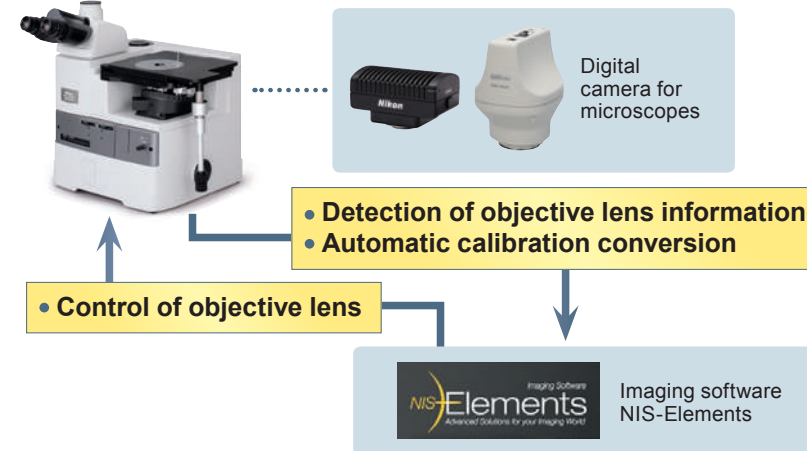 Digital
camera for
microscopes
Nikon
• Detection of objective lens information
• Automatic calibration conversion
• Control of objective lens
Imaging Software
NIS-Elements
Advanced Solutions for your Imaging World
Imaging software
NIS-Elements